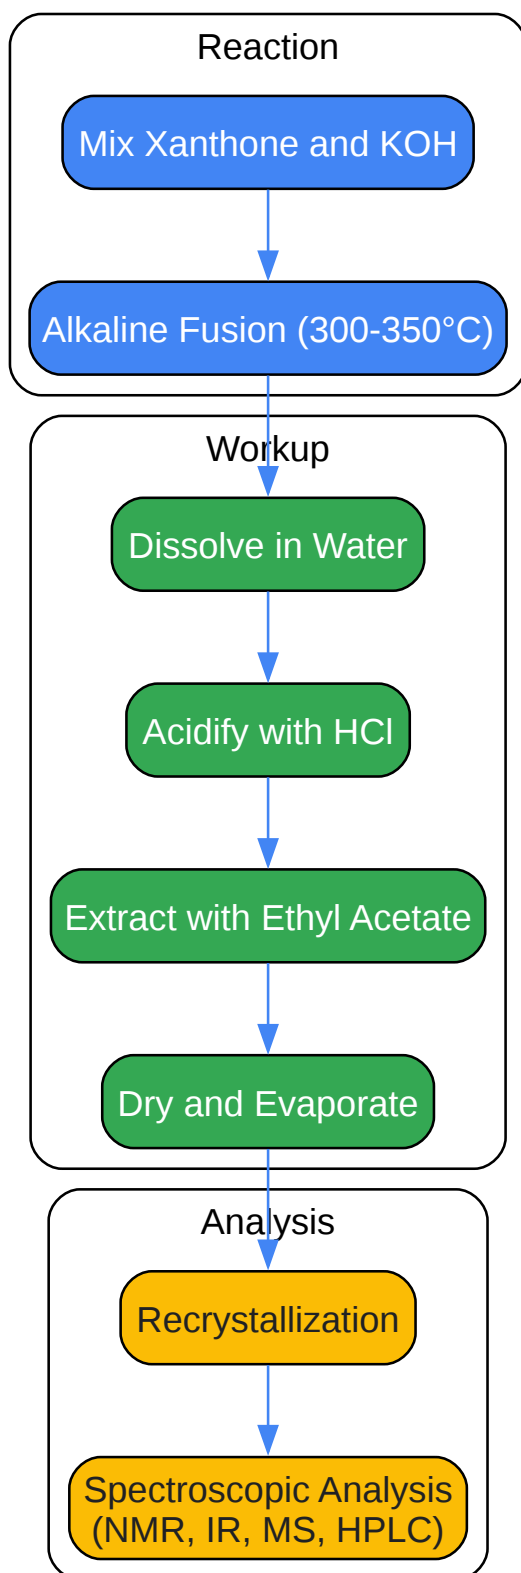 Reaction
Mix Xanthone and KOH
Alkaline Fusion (300-350°C)
Workup
Dissolve in Water
Acidify with HCl
Extract with Ethyl Acetate
Dry and Evaporate
Analysis
Recrystallization
Spectroscopic Analysis
(NMR, IR, MS, HPLC)